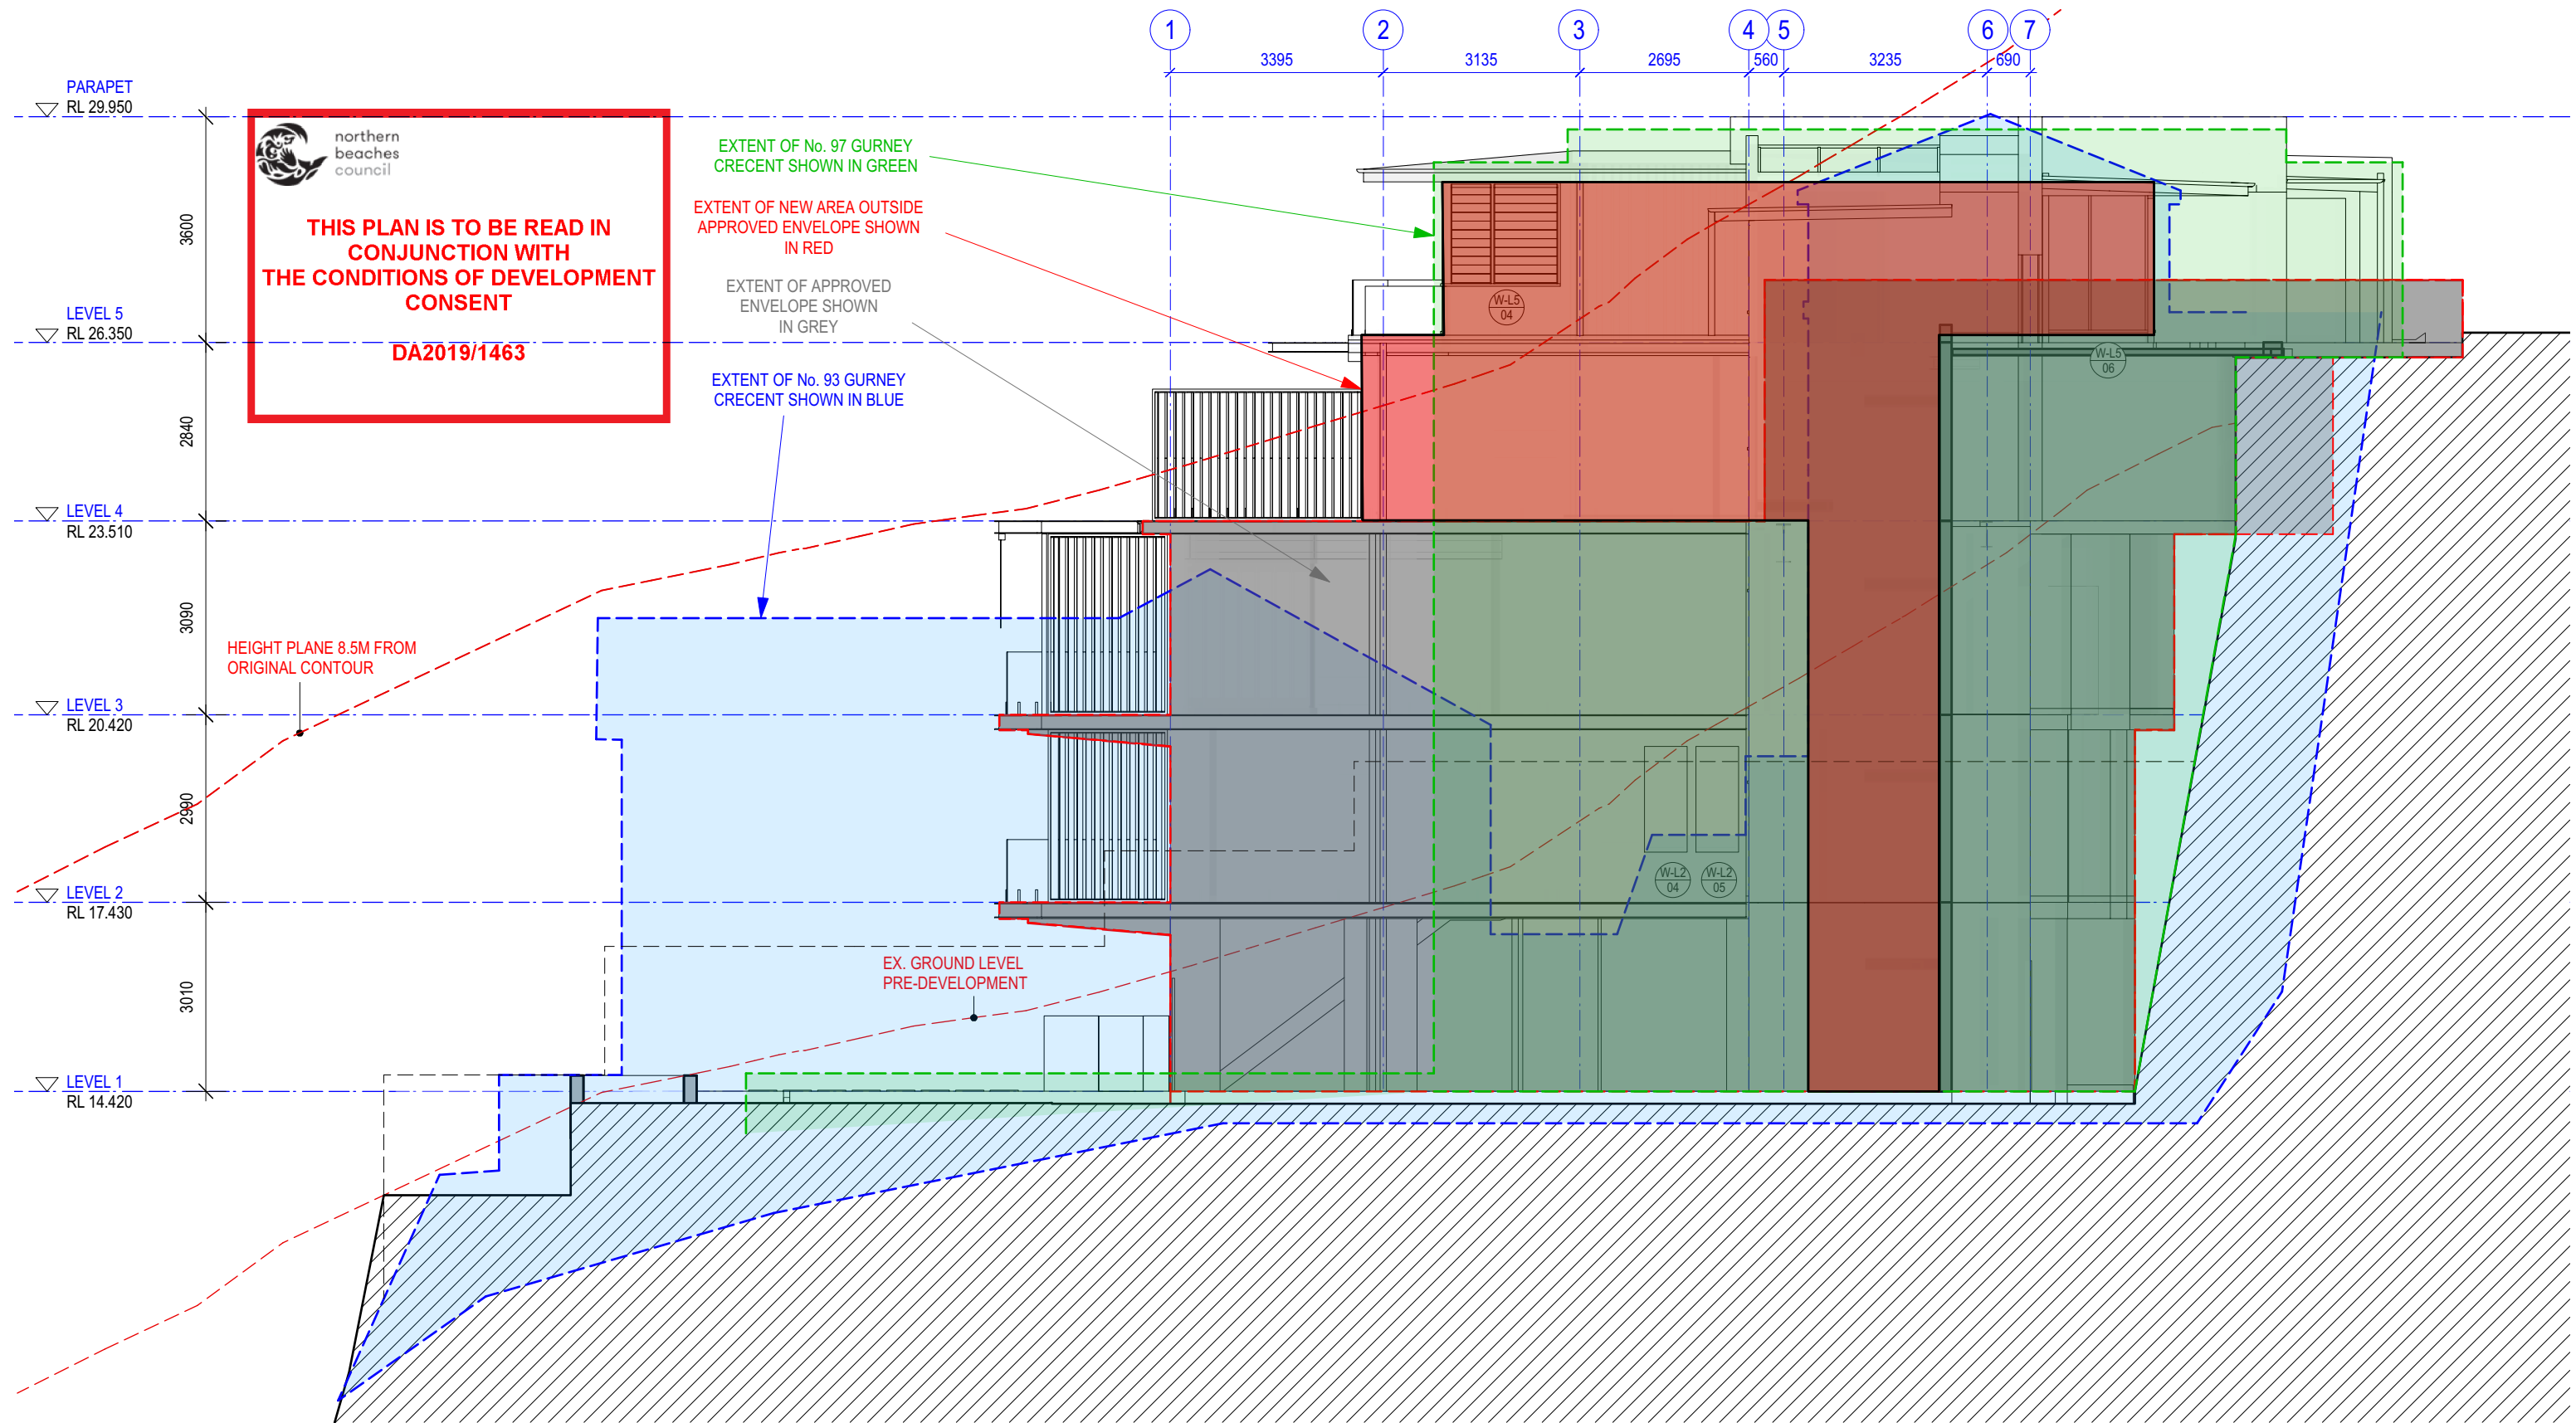 1 2 3 4 5 6 7
3395 3135 2695 560 3235 690
PARAPET
RL 29.950
3600
LEVEL 5
RL 26.350
2840
LEVEL 4
RL 23.510
3090
LEVEL 3
RL 20.420
2990
LEVEL 2
RL 17.430
3010
LEVEL 1
RL 14.420
northern
beaches
council
THIS PLAN IS TO BE READ IN
CONJUNCTION WITH
THE CONDITIONS OF DEVELOPMENT
CONSENT
DA2019/1463
EXTENT OF No. 97 GURNEY
CRECENT SHOWN IN GREEN
EXTENT OF NEW AREA OUTSIDE
APPROVED ENVELOPE SHOWN
IN RED
EXTENT OF APPROVED
ENVELOPE SHOWN
IN GREY
EXTENT OF No. 93 GURNEY
CRECENT SHOWN IN BLUE
HEIGHT PLANE 8.5M FROM
ORIGINAL CONTOUR
EX. GROUND LEVEL
PRE-DEVELOPMENT
W-L5
04
W-L5
06
W-L2
04
W-L2
05